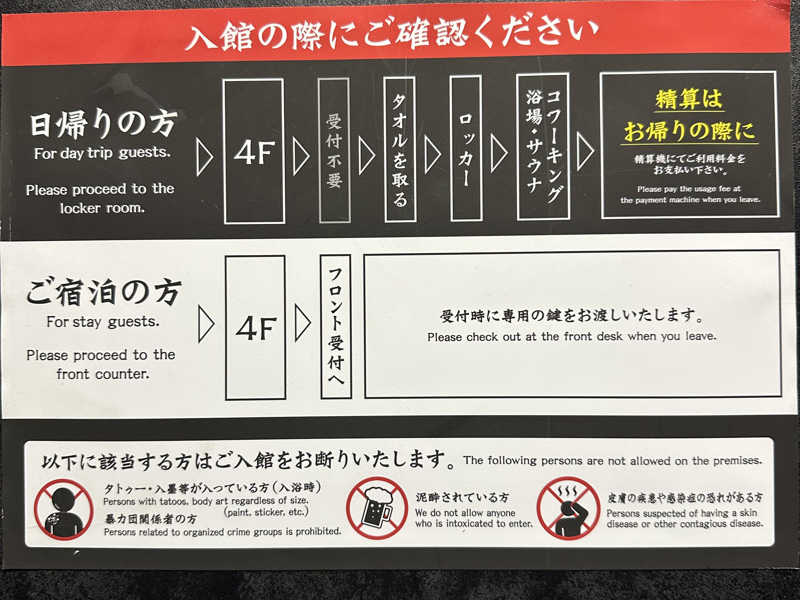 入館の際にご確認ください
日帰りの方
For day trip guests.
Please proceed to the
locker room.
4F
受付不要
タオルを取る
ロッカー
コワーキング
浴場・サウナ
精算は
お帰りの際に
精算機にてご利用料金を
お支払い下さい。
Please pay the usage fee at
the payment machine when you leave.
ご宿泊の方
For stay guests.
Please proceed to the
front counter.
4F
フロント受付へ
受付時に専用の鍵をお渡しいたします。
Please check out at the front desk when you leave.
以下に該当する方はご入館をお断りいたします。 The following persons are not allowed on the premises.
タトゥー・入墨等が入っている方(入浴時)
Persons with tatoos, body art regardless of size.
(paint, sticker, etc.)
暴力団関係者の方
Persons related to organized crime groups is prohibited.
泥酔されている方
We do not allow anyone
who is intoxicated to enter.
皮膚の疾患や感染症の恐れがある方
Persons suspected of having a skin
disease or other contagious disease.